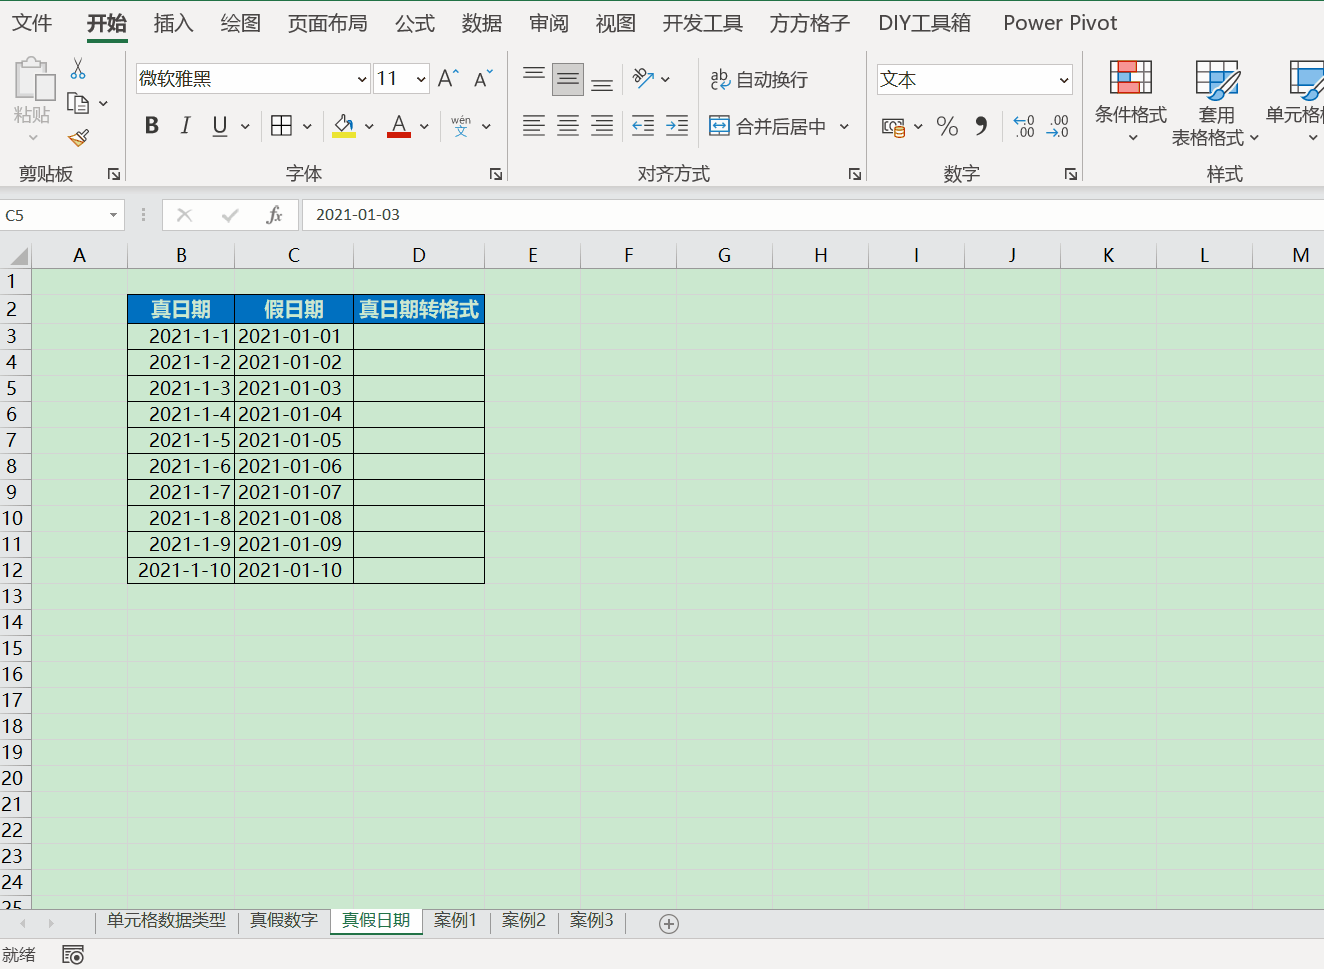 文件 开始 插入 绘图 页面布局 公式 数据 审阅 视图 开发工具 方方格子 DIY工具箱 Power Pivot
微软雅黑 11 A A ab 自动换行 文本
粘贴 条件格式 套用 单元格
B I U A wén 文 合并后居中 % .00 .0 .00 .0 表格格式
剪贴板 字体 对齐方式 数字 样式
C5 fx 2021-01-03
A B C D E F G H I J K L M
1
2 真日期 假日期 真日期转格式
3 2021-1-1 2021-01-01
4 2021-1-2 2021-01-02
5 2021-1-3 2021-01-03
6 2021-1-4 2021-01-04
7 2021-1-5 2021-01-05
8 2021-1-6 2021-01-06
9 2021-1-7 2021-01-07
10 2021-1-8 2021-01-08
11 2021-1-9 2021-01-09
12 2021-1-10 2021-01-10
13
14
15
16
17
18
19
20
21
22
23
24
25
单元格数据类型 真假数字 真假日期 案例1 案例2 案例3
就绪